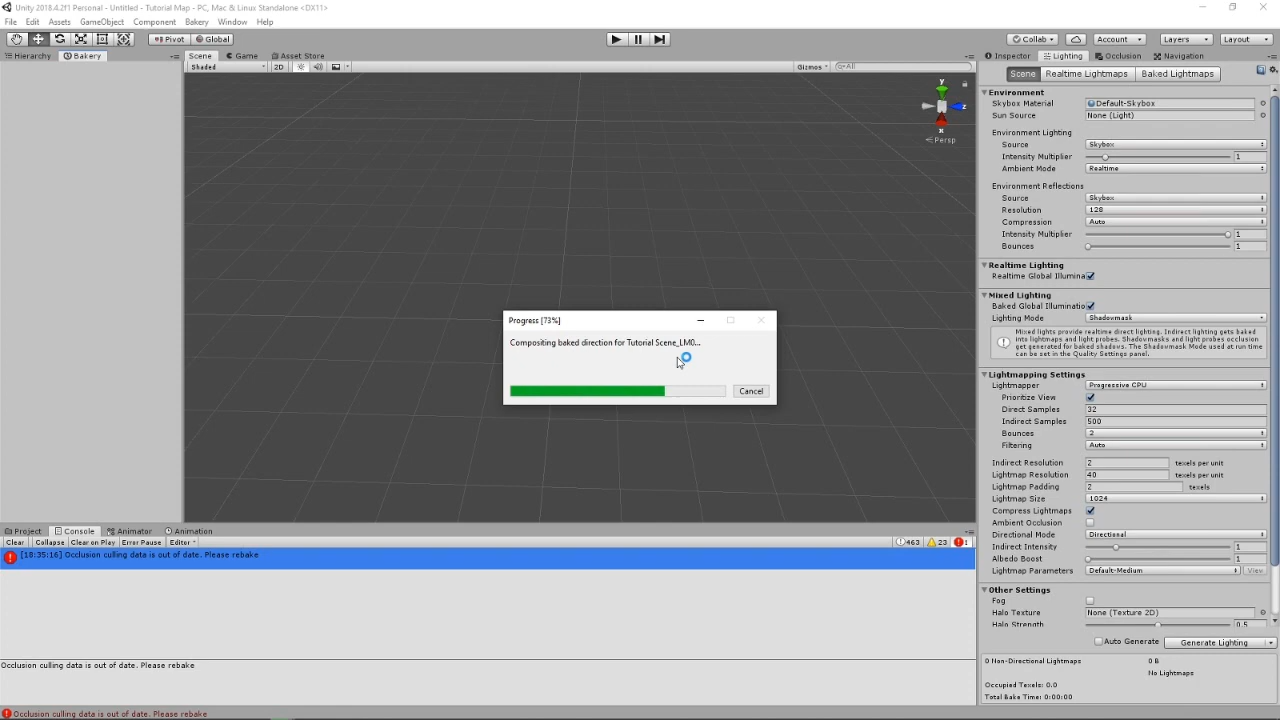 Unity 2018.4.2f1 Personal - Untitled - Tutorial Map - PC, Mac & Linux Standalone <DX11>
File Edit Assets GameObject Component Bakery Window Help
Pivot Global Collab Account Layers Layout
Hierarchy Bakery Scene Game Asset Store Inspector Lighting Occlusion Navigation
Shaded 2D Gizmos All
Scene Realtime Lightmaps Baked Lightmaps
y
z
x
Persp
Environment
Skybox Material Default-Skybox
Sun Source None (Light)
Environment Lighting
Source Skybox
Intensity Multiplier 1
Ambient Mode Realtime
Environment Reflections
Source Skybox
Resolution 128
Compression Auto
Intensity Multiplier 1
Bounces 1
Realtime Lighting
Realtime Global Illumina
Mixed Lighting
Baked Global Illuminatio
Lighting Mode Shadowmask
Mixed lights provide realtime direct lighting. Indirect lighting gets baked
into lightmaps and light probes. Shadowmasks and light probes occlusion
get generated for baked shadows. The Shadowmask Mode used at run time
can be set in the Quality Settings panel.
Lightmapping Settings
Lightmapper Progressive CPU
Prioritize View
Direct Samples 32
Indirect Samples 500
Bounces 2
Filtering Auto
Indirect Resolution 2 texels per unit
Lightmap Resolution 40 texels per unit
Lightmap Padding 2 texels
Lightmap Size 1024
Compress Lightmaps
Ambient Occlusion
Directional Mode Directional
Indirect Intensity 1
Albedo Boost 1
Lightmap Parameters Default-Medium View
Other Settings
Fog
Halo Texture None (Texture 2D)
Halo Strength 0.5
Auto Generate Generate Lighting
0 Non-Directional Lightmaps 0 B
No Lightmaps
Occupied Texels: 0.0
Total Bake Time: 0:00:00
Progress [73%]
Compositing baked direction for Tutorial Scene_LM0...
Cancel
Project Console Animator Animation
Clear Collapse Clear on Play Error Pause Editor 463 23 1
[18:35:16] Occlusion culling data is out of date. Please rebake
Occlusion culling data is out of date. Please rebake
Occlusion culling data is out of date. Please rebake